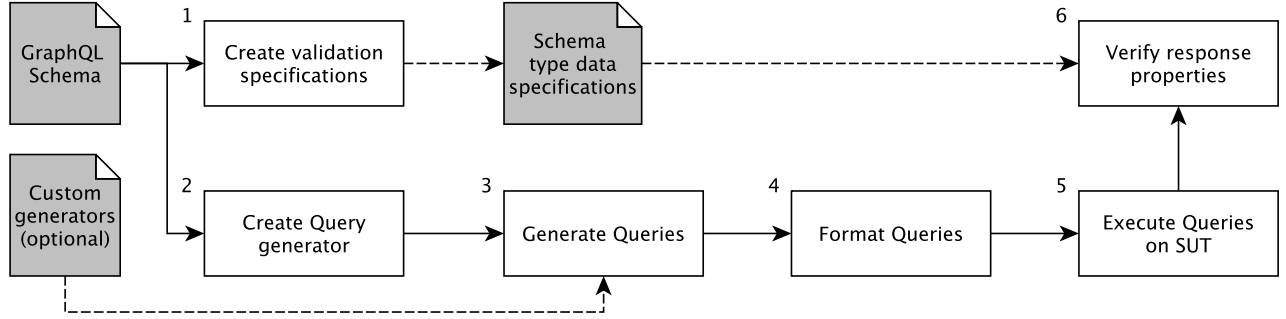 GraphQL
Schema
1
Create validation
specifications
Schema
type data
specifications
6
Verify response
properties
Custom
generators
(optional)
2
Create Query
generator
3
Generate Queries
4
Format Queries
5
Execute Queries
on SUT